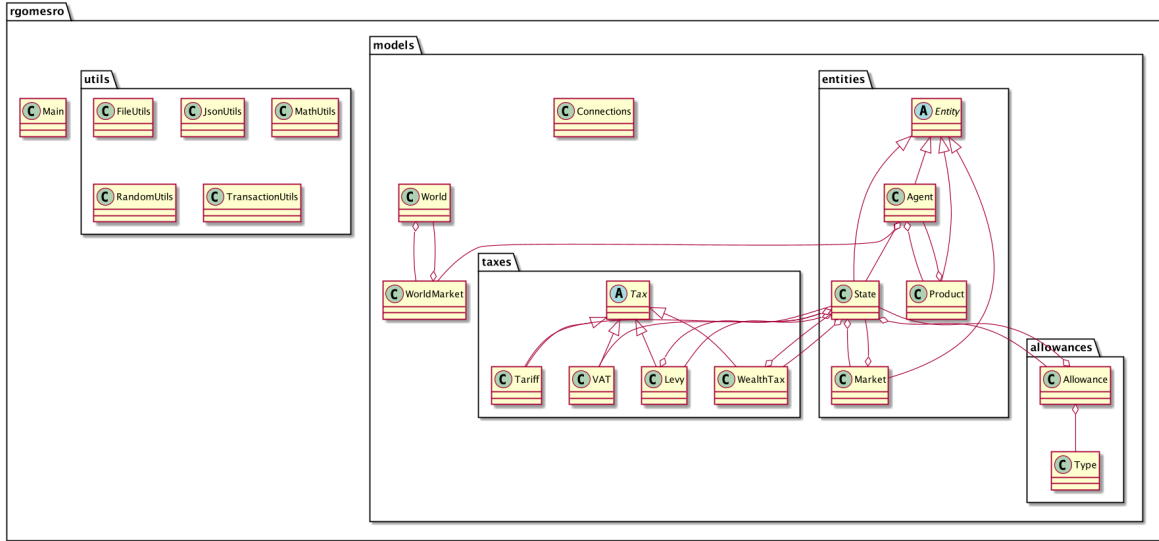 rgomesro
models
utils
entities
C Main
C FileUtils
C JsonUtils
C MathUtils
C Connections
A Entity
C RandomUtils
C TransactionUtils
C World
C Agent
taxes
C WorldMarket
A Tax
C State
C Product
allowances
C Tariff
C VAT
C Levy
C WealthTax
C Market
C Allowance
C Type